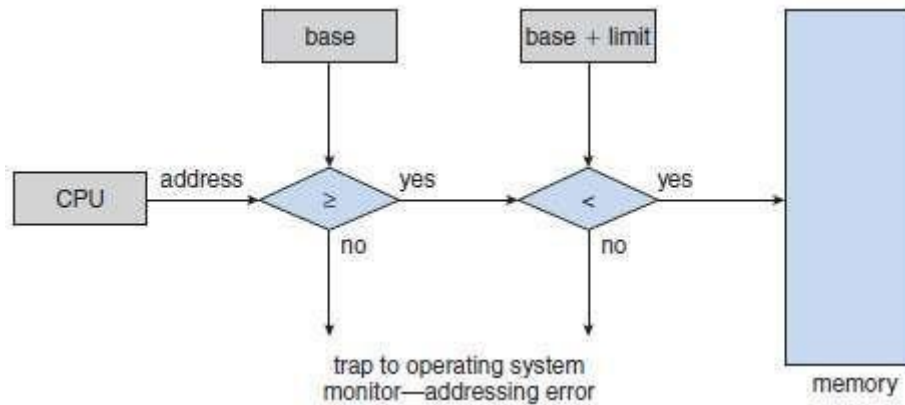 base
base + limit
CPU
address
≥
yes
<
yes
no
no
trap to operating system
monitor—addressing error
memory